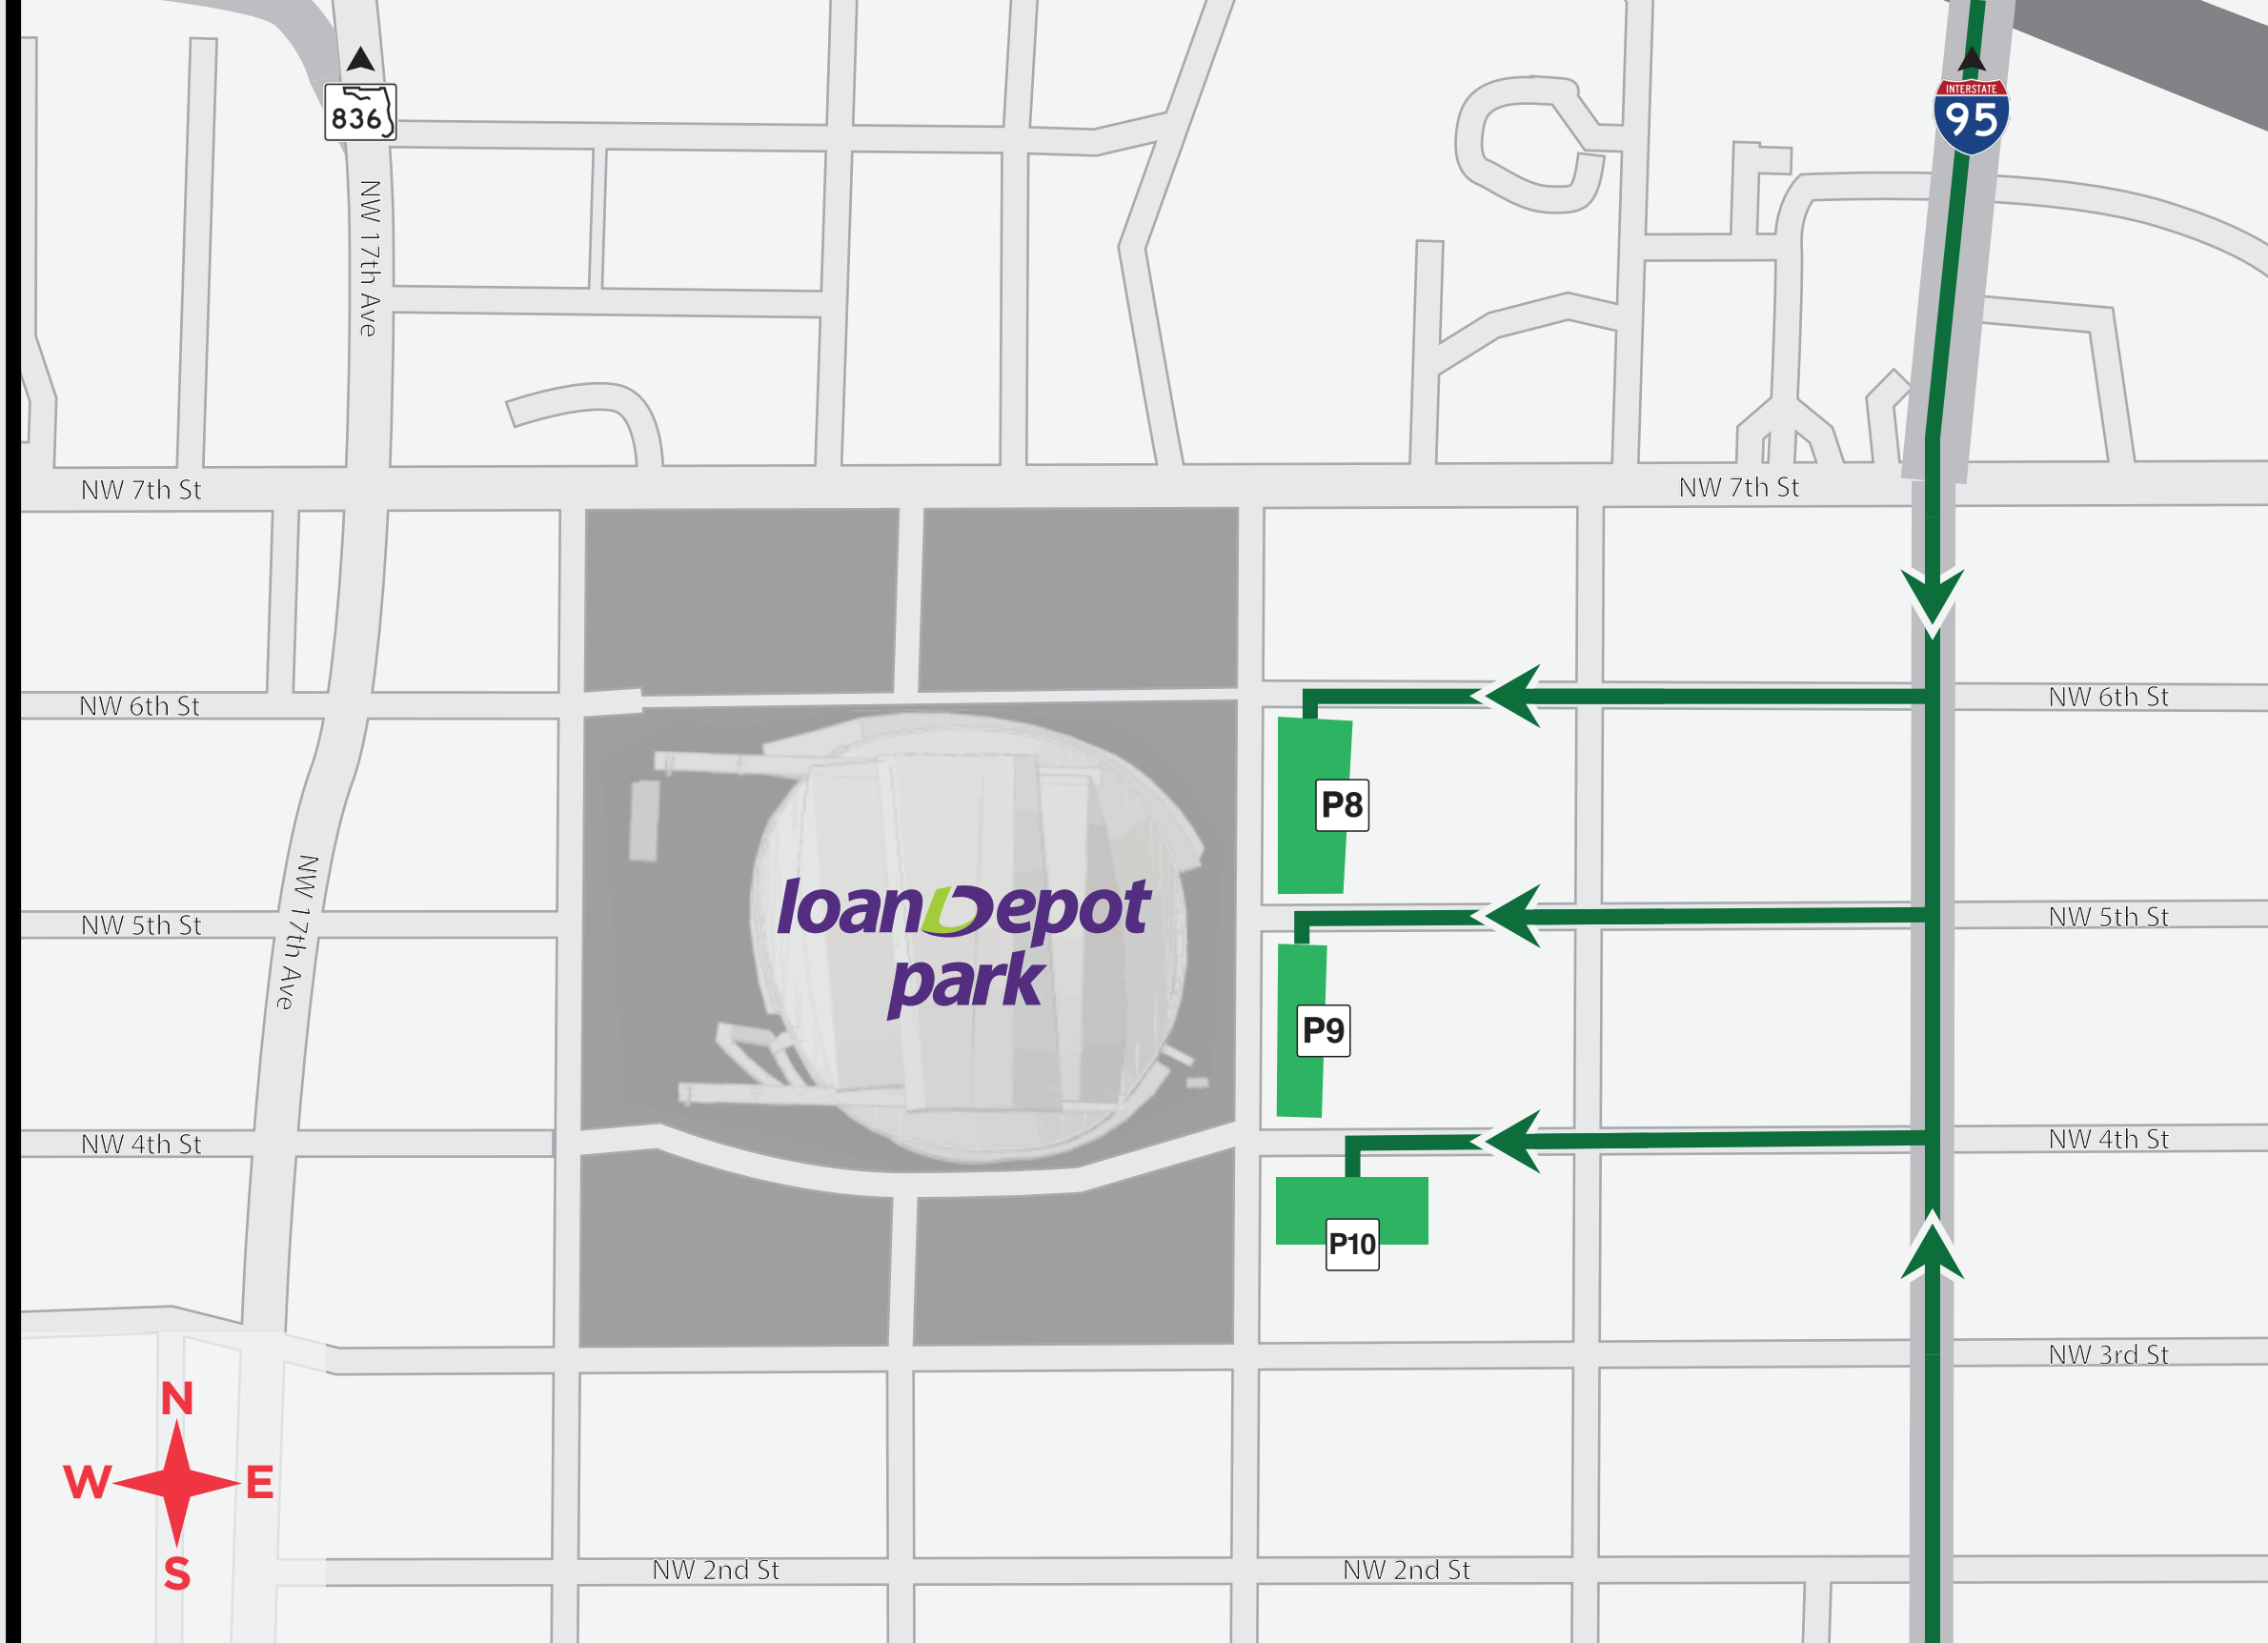 836
INTERSTATE
95
NW 17th Ave
NW 7th St
NW 7th St
NW 6th St
NW 6th St
P8
loanDepot
park
NW 17th Ave
NW 5th St
NW 5th St
P9
NW 4th St
NW 4th St
P10
NW 3rd St
N
W
E
S
NW 2nd St
NW 2nd St